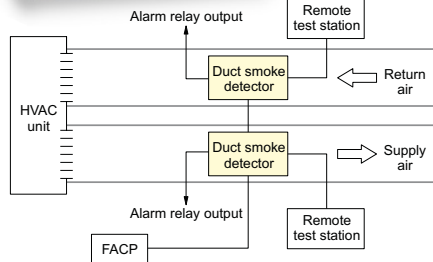 Alarm relay output
Remote
test station
Duct smoke
detector
Return
air
HVAC
unit
Duct smoke
detector
Supply
air
Alarm relay output
Remote
test station
FACP